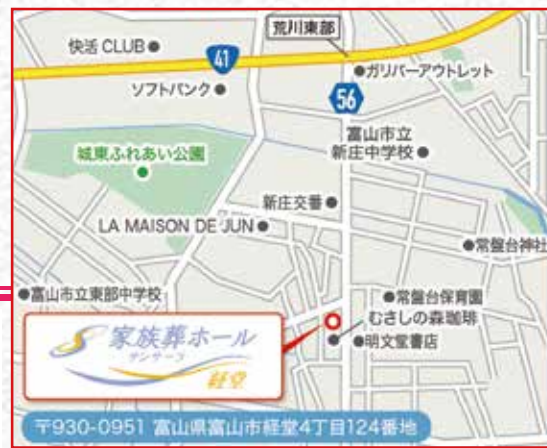 荒川東部
快活 CLUB
41
ガリバーアウトレット
ソフトバンク
56
富山市立
新庄中学校
城東ふれあい公園
新庄交番
LA MAISON DE JUN
常盤台神社
富山市立東部中学校
常盤台保育園
むさしの森珈琲
明文堂書店
家族葬ホール
経堂
〒930-0951 富山県富山市経堂4丁目124番地